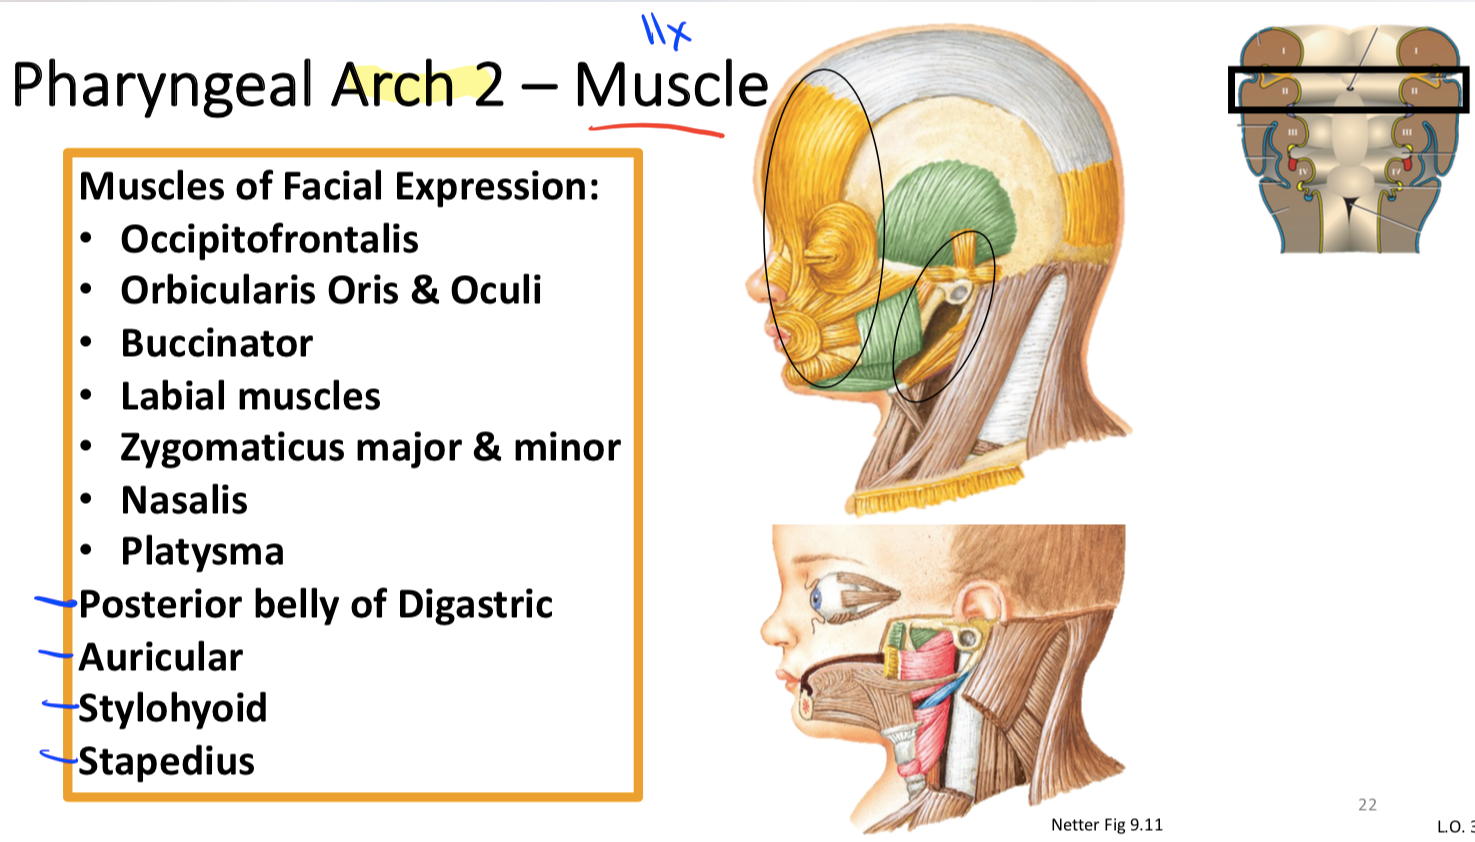 11x
Pharyngeal Arch 2 – Muscle
Muscles of Facial Expression:
• Occipitofrontalis
• Orbicularis Oris & Oculi
• Buccinator
• Labial muscles
• Zygomaticus major & minor
• Nasalis
• Platysma
Posterior belly of Digastric
Auricular
Stylohyoid
Stapedius
I I
II II
III III
IV IV
Netter Fig 9.11
22
L.O.